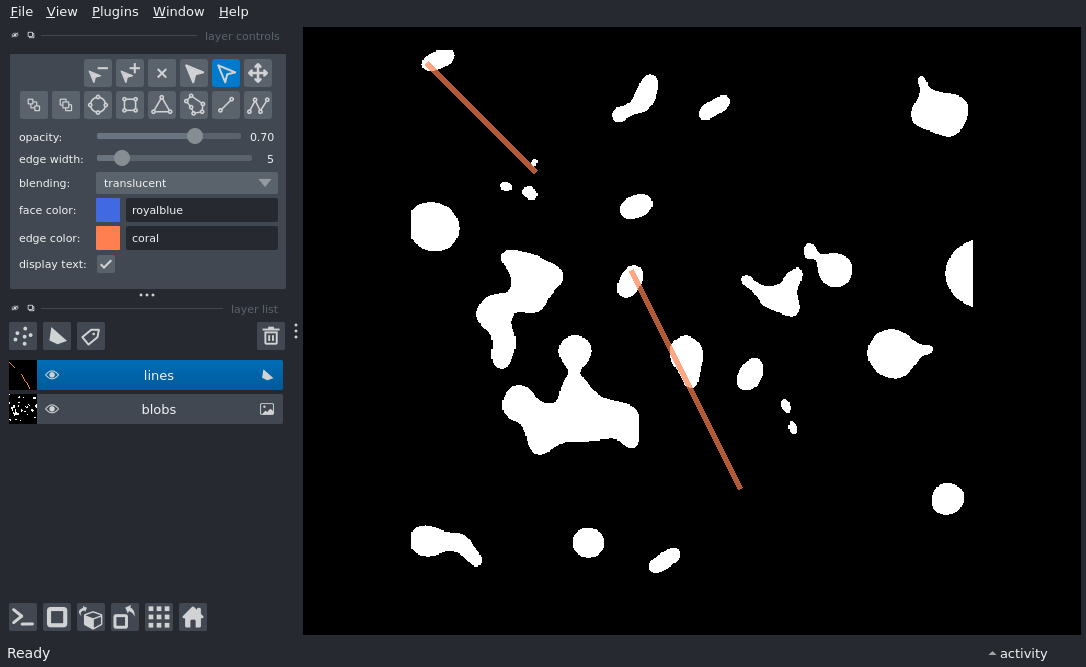 File View Plugins Window Help
layer controls
opacity: 0.70
edge width: 5
blending: translucent
face color: royalblue
edge color: coral
display text:
layer list
lines
blobs
Ready
activity